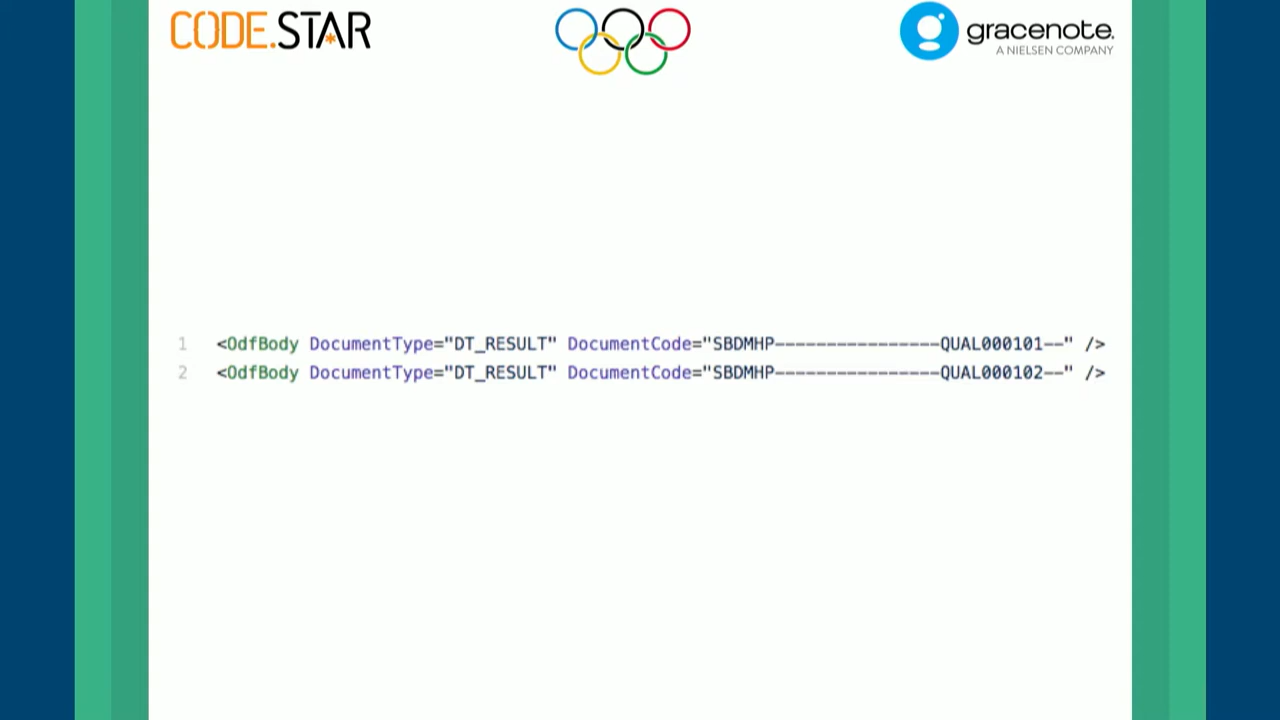 CODE.STAR
gracenote.
A NIELSEN COMPANY
1 <OdfBody DocumentType="DT_RESULT" DocumentCode="SBDMHP----------------QUAL000101--" />
2 <OdfBody DocumentType="DT_RESULT" DocumentCode="SBDMHP----------------QUAL000102--" />